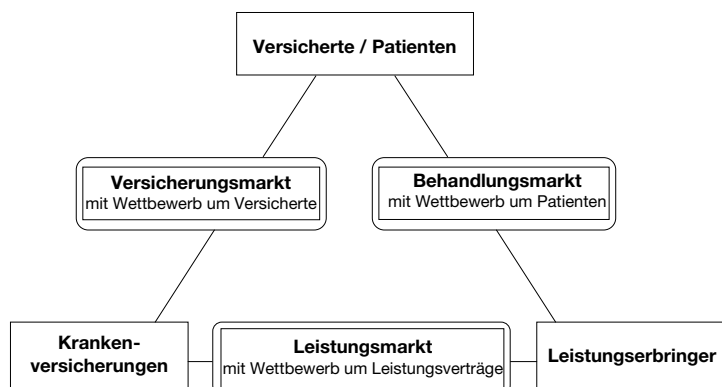 Versicherte / Patienten
Versicherungsmarkt
mit Wettbewerb um Versicherte
Behandlungsmarkt
mit Wettbewerb um Patienten
Kranken-
versicherungen
Leistungsmarkt
mit Wettbewerb um Leistungsverträge
Leistungserbringer